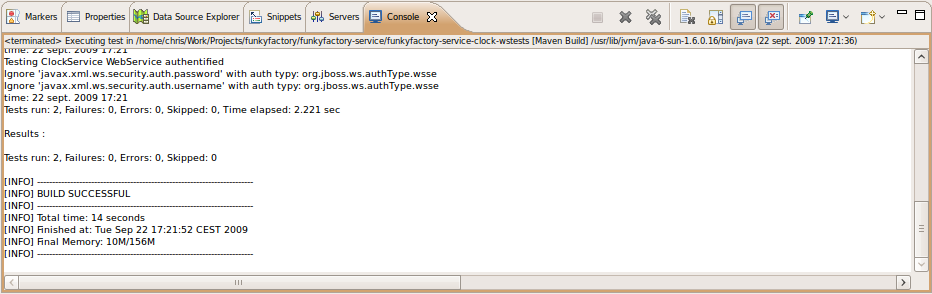 Markers Properties Data Source Explorer Snippets Servers Console
<terminated> Executing test in /home/chris/Work/Projects/funkyfactory/funkyfactory-service/funkyfactory-service-clock-wstests [Maven Build] /usr/lib/jvm/java-6-sun-1.6.0.16/bin/java (22 sept. 2009 17:21:36)
time: 22 sept. 2009 17:21
Testing ClockService WebService authentified
Ignore 'javax.xml.ws.security.auth.password' with auth typy: org.jboss.ws.authType.wsse
Ignore 'javax.xml.ws.security.auth.username' with auth typy: org.jboss.ws.authType.wsse
time: 22 sept. 2009 17:21
Tests run: 2, Failures: 0, Errors: 0, Skipped: 0, Time elapsed: 2.221 sec
Results :
Tests run: 2, Failures: 0, Errors: 0, Skipped: 0
[INFO] ------------------------------------------------------------------------
[INFO] BUILD SUCCESSFUL
[INFO] ------------------------------------------------------------------------
[INFO] Total time: 14 seconds
[INFO] Finished at: Tue Sep 22 17:21:52 CEST 2009
[INFO] Final Memory: 10M/156M
[INFO] ------------------------------------------------------------------------